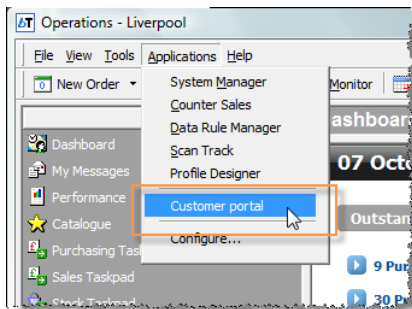 bT Operations - Liverpool
File View Tools Applications Help
New Order
Monitor
System Manager
Counter Sales
Data Rule Manager
Scan Track
Profile Designer
Customer portal
Configure...
Dashboard
My Messages
Performance
Catalogue
Purchasing Tas
Sales Taskpad
Stock Taskpad
ashboar
07 Octo
Outstan
9 Pur
30 Pu